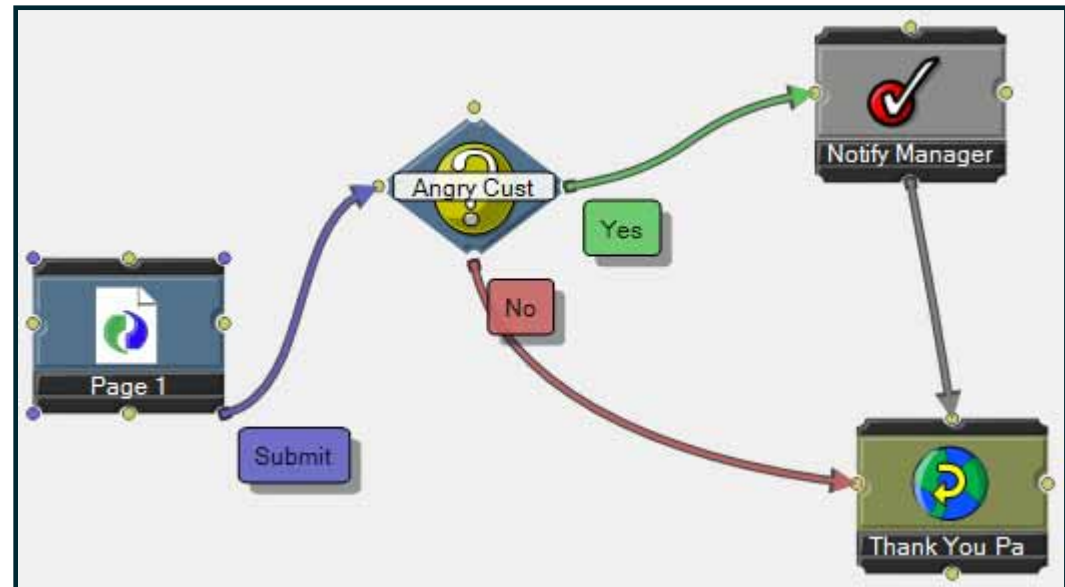 Notify Manager
Angry Cust
Yes
No
Page 1
Submit
Thank You Pa